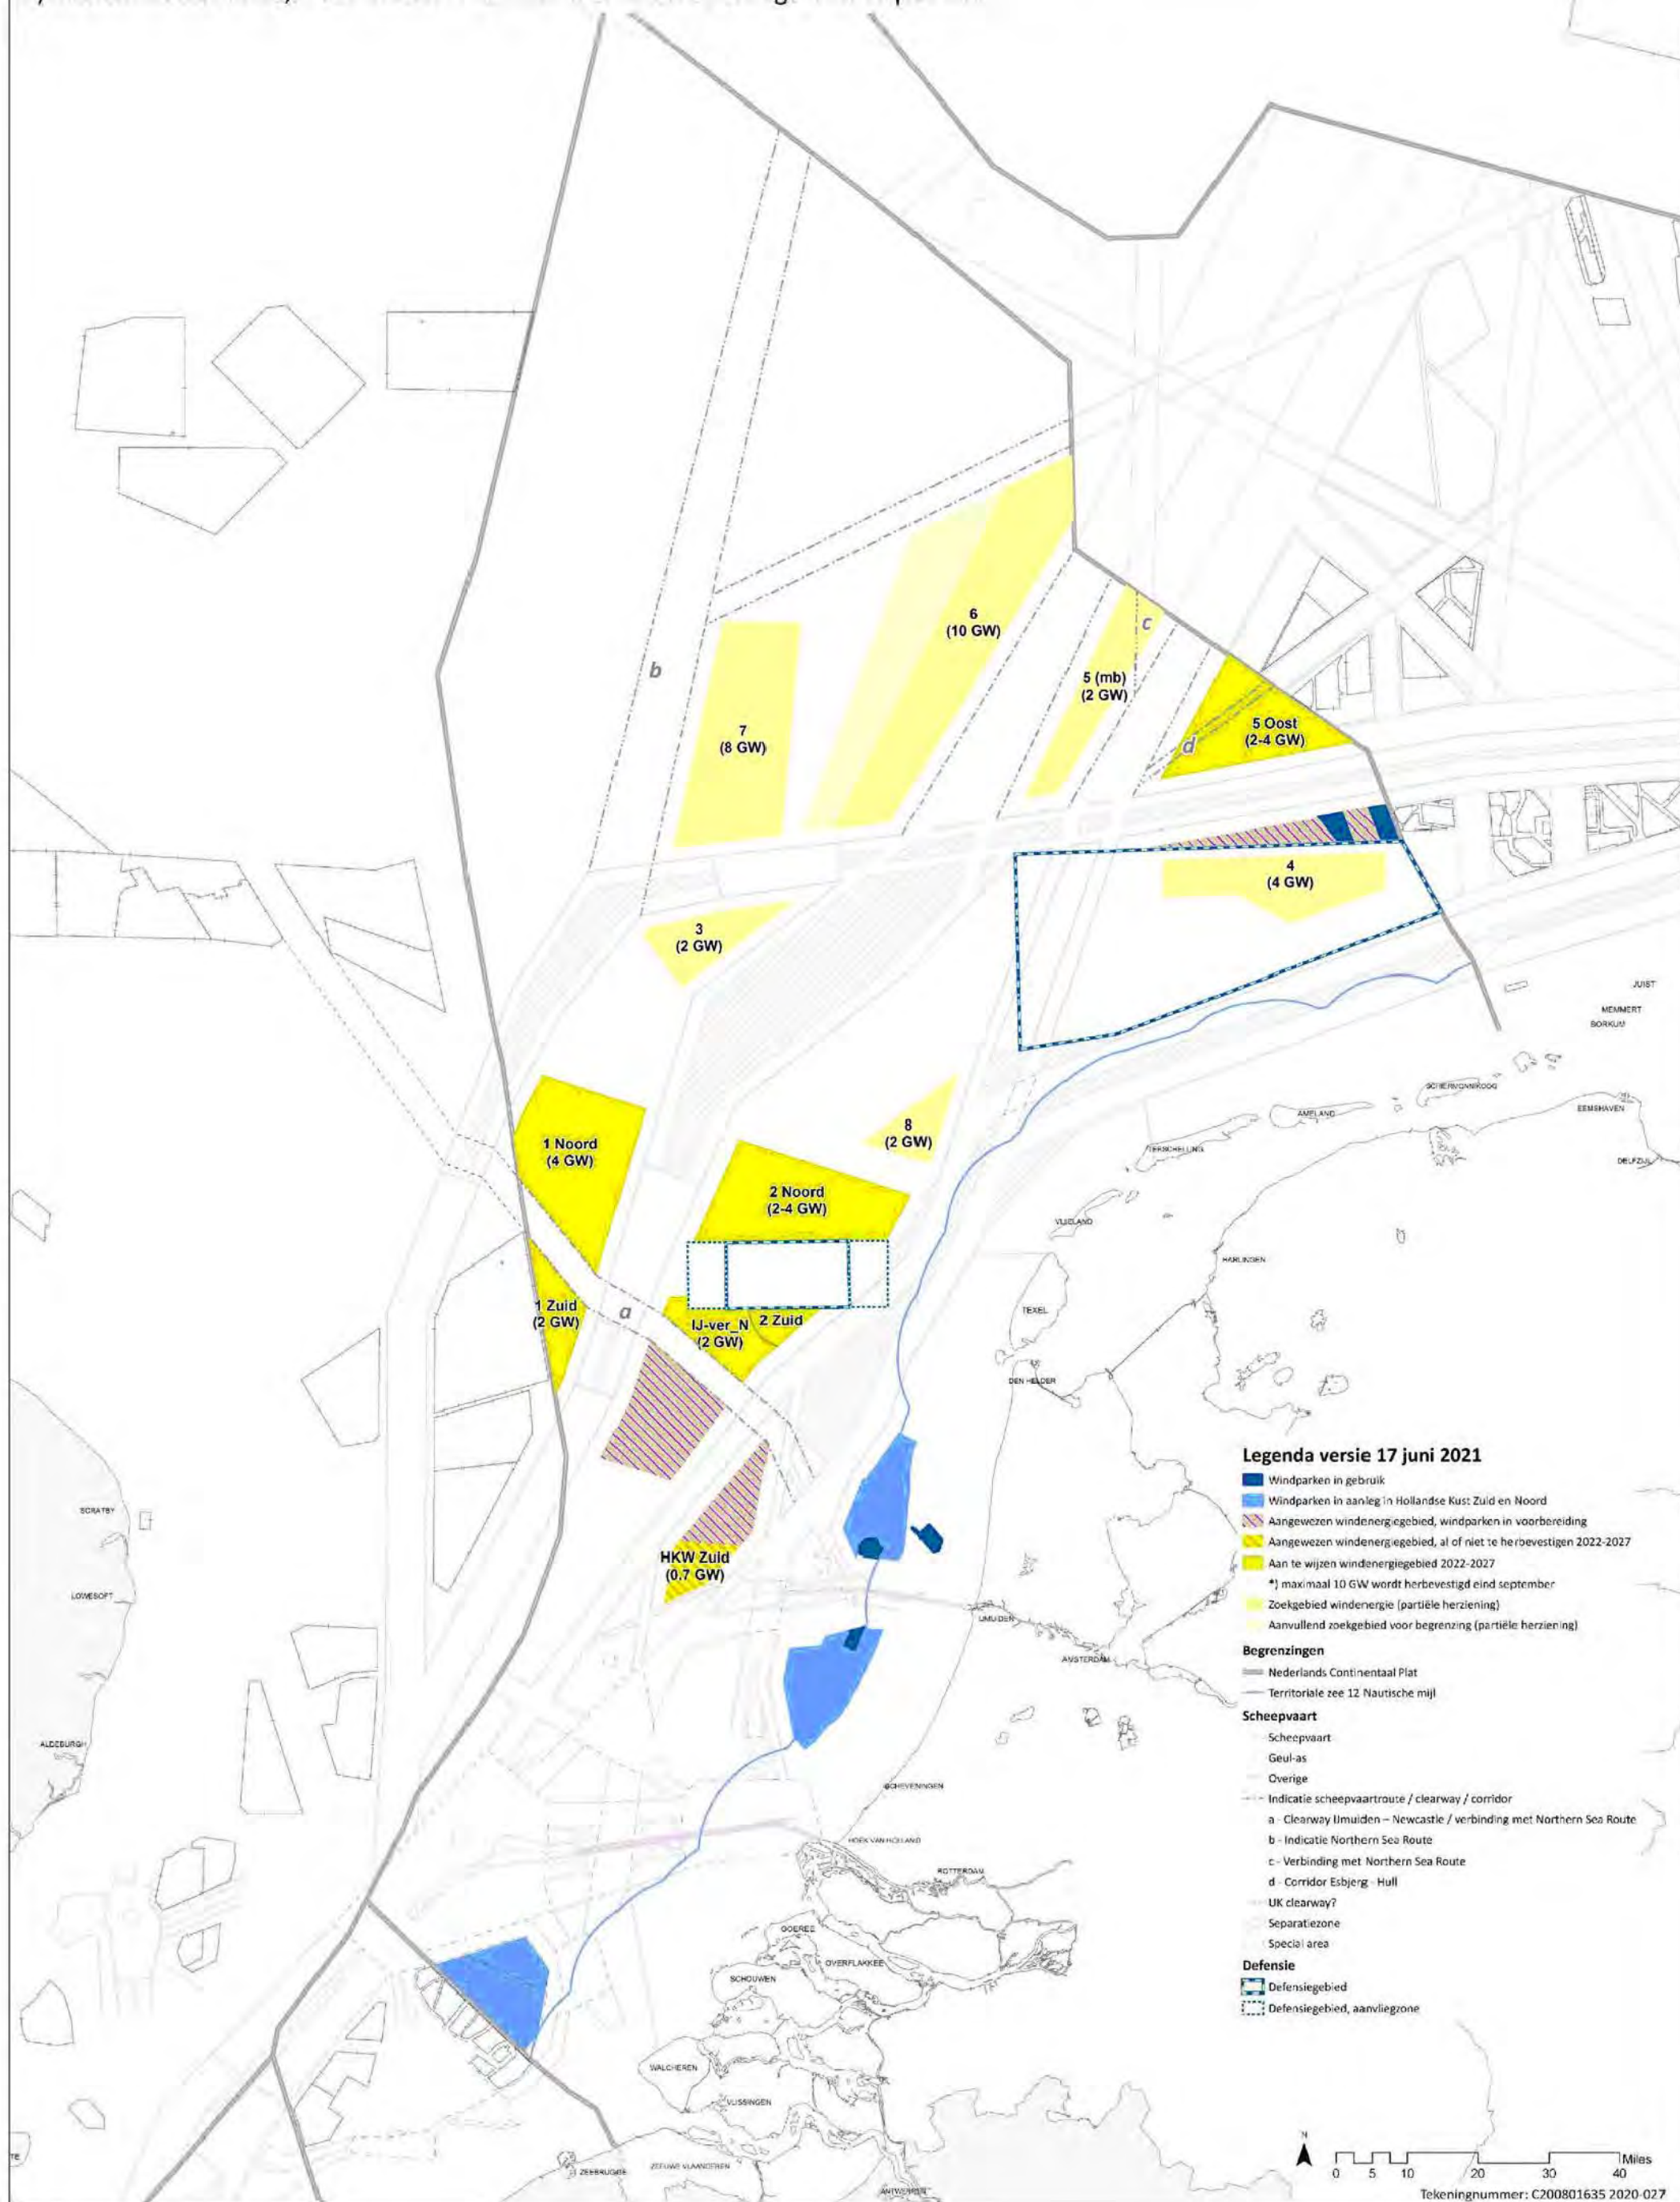 6
(10 GW)
c
b
5 (mb)
(2 GW)
7
(8 GW)
5 Oost
(2-4 GW)
d
4
(4 GW)
3
(2 GW)
JUIST
MEMMERT
BORKUM
SCHIERMONNIKOOG
AMELAND
EEMSHAVEN
TERSCHELLING
DELFZIJL
8
(2 GW)
1 Noord
(4 GW)
2 Noord
(2-4 GW)
VLIELAND
HARLINGEN
1 Zuid
(2 GW)
a
IJ-ver_N
(2 GW)
2 Zuid
TEXEL
DEN HELDER
SCRATBY
HKW Zuid
(0.7 GW)
LOWESOFT
IJMUIDEN
AMSTERDAM
ALDEBURGH
SCHEVENINGEN
HOEK VAN HOLLAND
ROTTERDAM
GOEREE
OVERFLAKKEE
SCHOUWEN
WALCHEREN
VLISSINGEN
ZEEBRUGGE
ZEEUWS VLAANDEREN
ANTWERPEN
TE
Legenda versie 17 juni 2021
Windparken in gebruik
Windparken in aanleg in Hollandse Kust Zuid en Noord
Aangewezen windenergiegebied, windparken in voorbereiding
Aangewezen windenergiegebied, al of niet te herbevestigen 2022-2027
Aan te wijzen windenergiegebied 2022-2027
*) maximaal 10 GW wordt herbevestigd eind september
Zoekgebied windenergie (partiële herziening)
Aanvullend zoekgebied voor begrenzing (partiële herziening)
Begrenzingen
Nederlands Continentaal Plat
Territoriale zee 12 Nautische mijl
Scheepvaart
Scheepvaart
Geul-as
Overige
Indicatie scheepvaartroute / clearway / corridor
a - Clearway IJmuiden – Newcastle / verbinding met Northern Sea Route
b - Indicatie Northern Sea Route
c - Verbinding met Northern Sea Route
d - Corridor Esbjerg - Hull
UK clearway?
Separatiezone
Special area
Defensie
Defensiegebied
Defensiegebied, aanvliegzone
N
0 5 10 20 30 40 Miles
Tekeningnummer: C200801635 2020-027